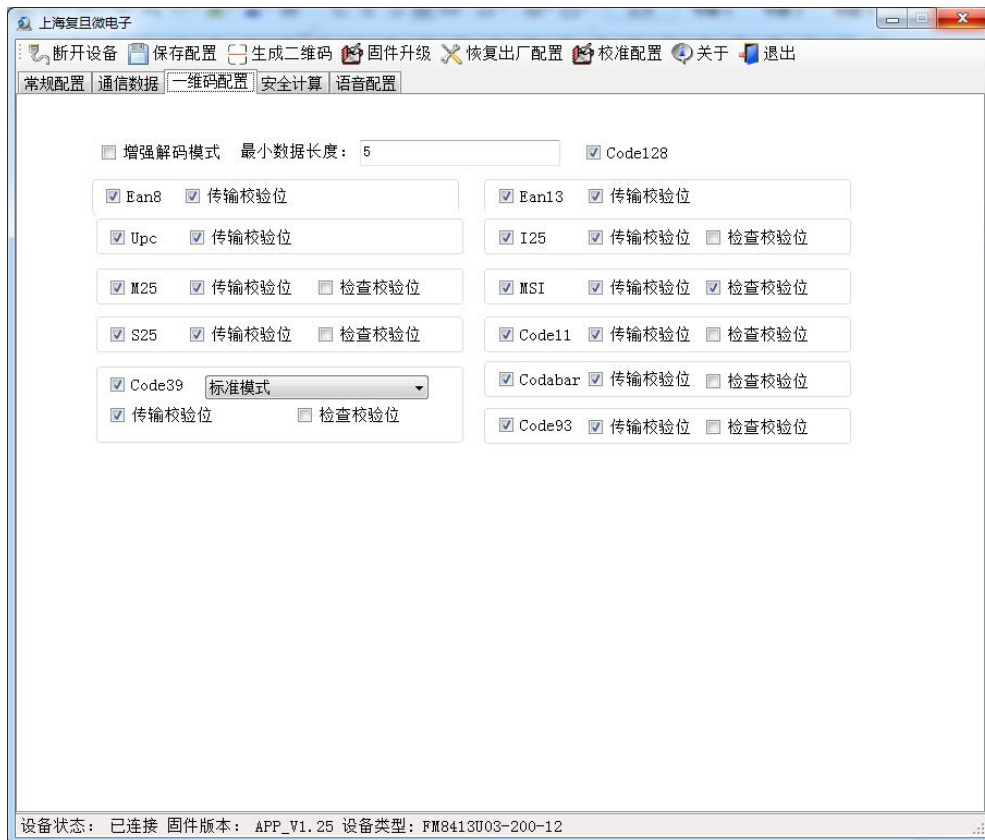 上海复旦微电子
断开设备 保存配置 生成二维码 固件升级 恢复出厂配置 校准配置 关于 退出
常规配置 通信数据 一维码配置 安全计算 语音配置
增强解码模式 最小数据长度： 5 Code128
Ean8 传输校验位 Ean13 传输校验位
Upc 传输校验位 I25 传输校验位 检查校验位
M25 传输校验位 检查校验位 MSI 传输校验位 检查校验位
S25 传输校验位 检查校验位 Code11 传输校验位 检查校验位
Code39 标准模式 Codabar 传输校验位 检查校验位
传输校验位 检查校验位 Code93 传输校验位 检查校验位
设备状态： 已连接 固件版本： APP_V1.25 设备类型：FM8413U03-200-12